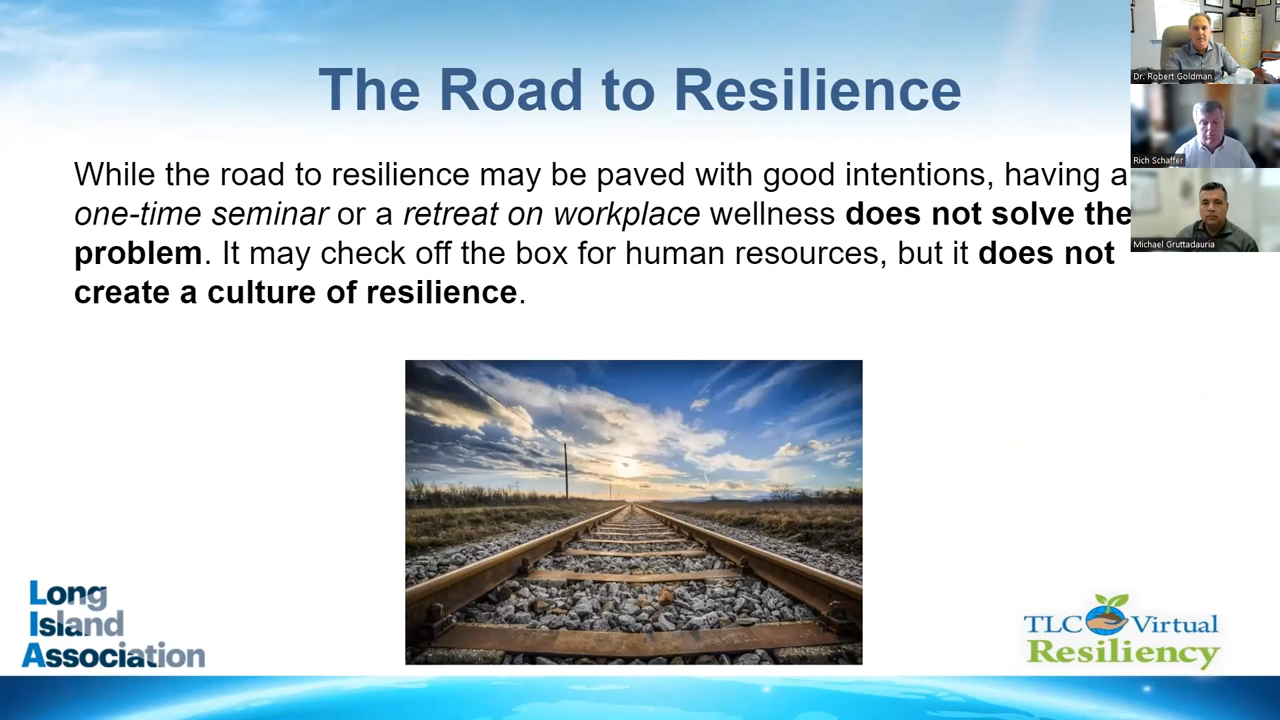 The Road to Resilience
While the road to resilience may be paved with good intentions, having a
one-time seminar or a retreat on workplace wellness does not solve the
problem. It may check off the box for human resources, but it does not
create a culture of resilience.
Dr. Robert Goldman
Rich Schaffer
Michael Gruttadauria
Long
Island
Association
TLC Virtual
Resiliency